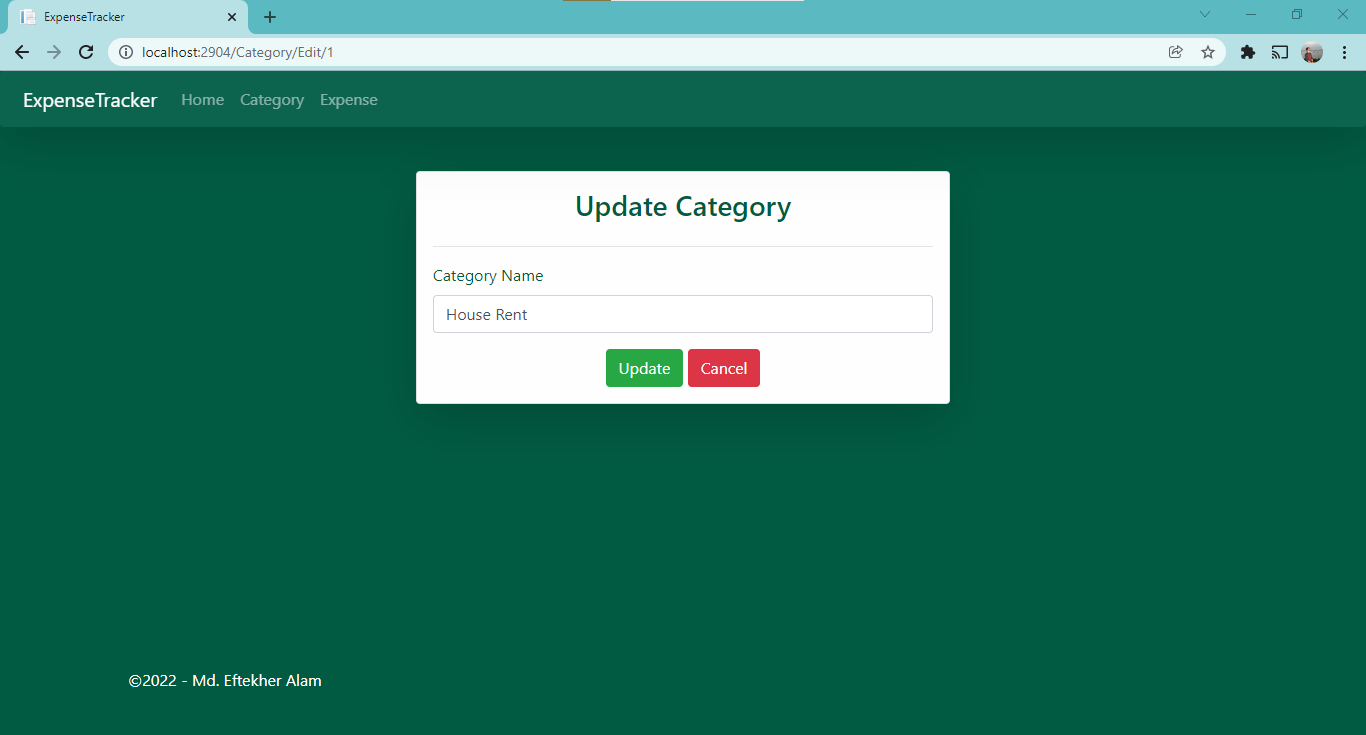 ExpenseTracker
localhost:2904/Category/Edit/1
ExpenseTracker Home Category Expense
Update Category
Category Name
House Rent
Update Cancel
©2022 - Md. Eftekher Alam